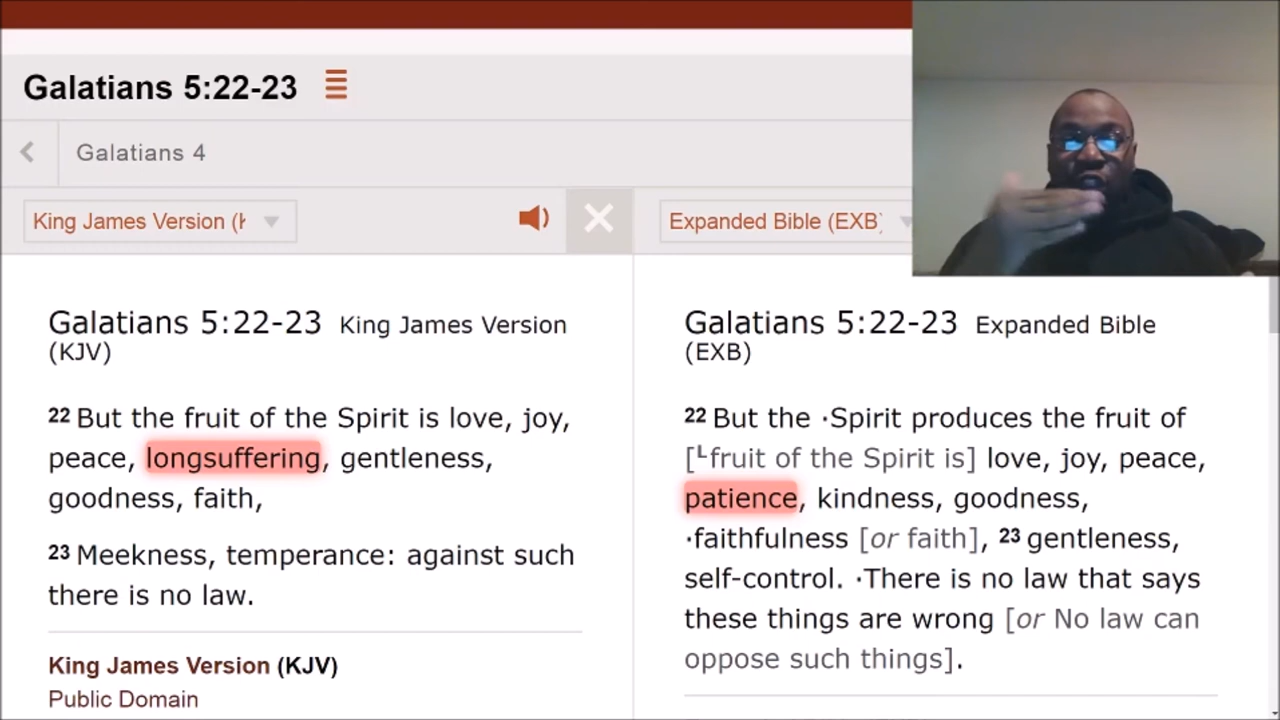 Galatians 5:22-23
Galatians 4
King James Version (K
Expanded Bible (EXB)
Galatians 5:22-23 King James Version
(KJV)
22 But the fruit of the Spirit is love, joy,
peace, longsuffering, gentleness,
goodness, faith,
23 Meekness, temperance: against such
there is no law.
King James Version (KJV)
Public Domain
Galatians 5:22-23 Expanded Bible
(EXB)
22 But the ·Spirit produces the fruit of
[Lfruit of the Spirit is] love, joy, peace,
patience, kindness, goodness,
·faithfulness [or faith], 23 gentleness,
self-control. ·There is no law that says
these things are wrong [or No law can
oppose such things].